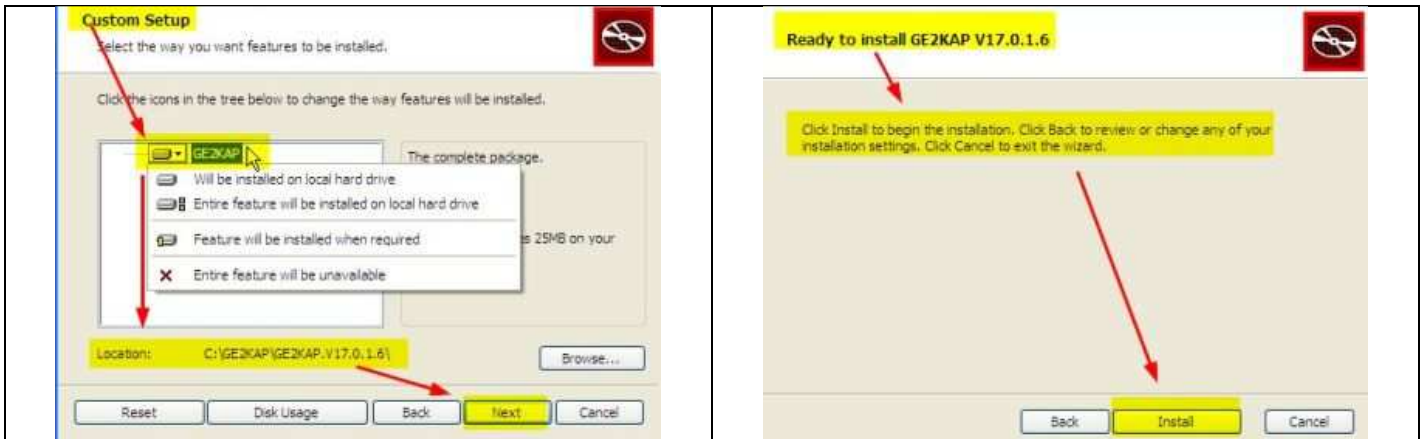 Custom Setup
Select the way you want features to be installed.
Click the icons in the tree below to change the way features will be installed.
GE2KAP
The complete package.
Will be installed on local hard drive
Entire feature will be installed on local hard drive
Feature will be installed when required
s 25MB on your
Entire feature will be unavailable
Location: C:\GE2KAP\GE2KAP.V17.0.1.6\
Browse...
Reset Disk Usage Back Next Cancel
Ready to install GE2KAP V17.0.1.6
Click Install to begin the installation. Click Back to review or change any of your
installation settings. Click Cancel to exit the wizard.
Back Install Cancel